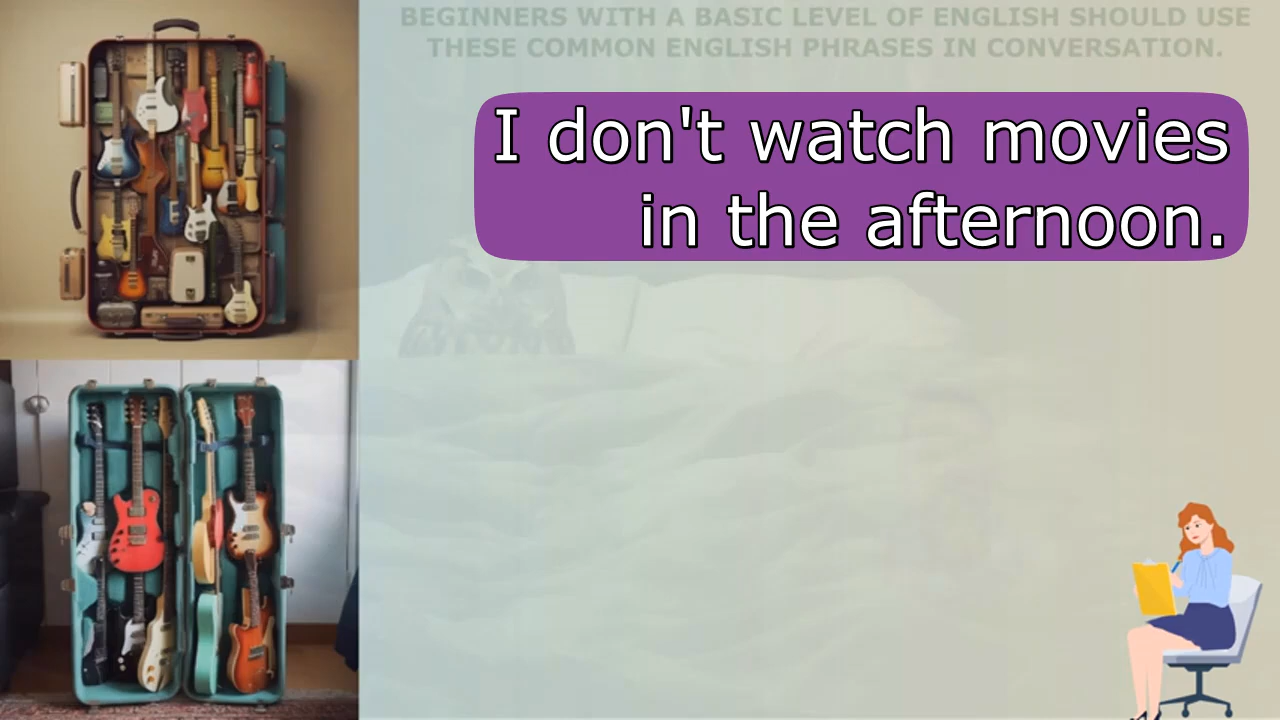 BEGINNERS WITH A BASIC LEVEL OF ENGLISH SHOULD USE
THESE COMMON ENGLISH PHRASES IN CONVERSATION.
I don't watch movies
in the afternoon.